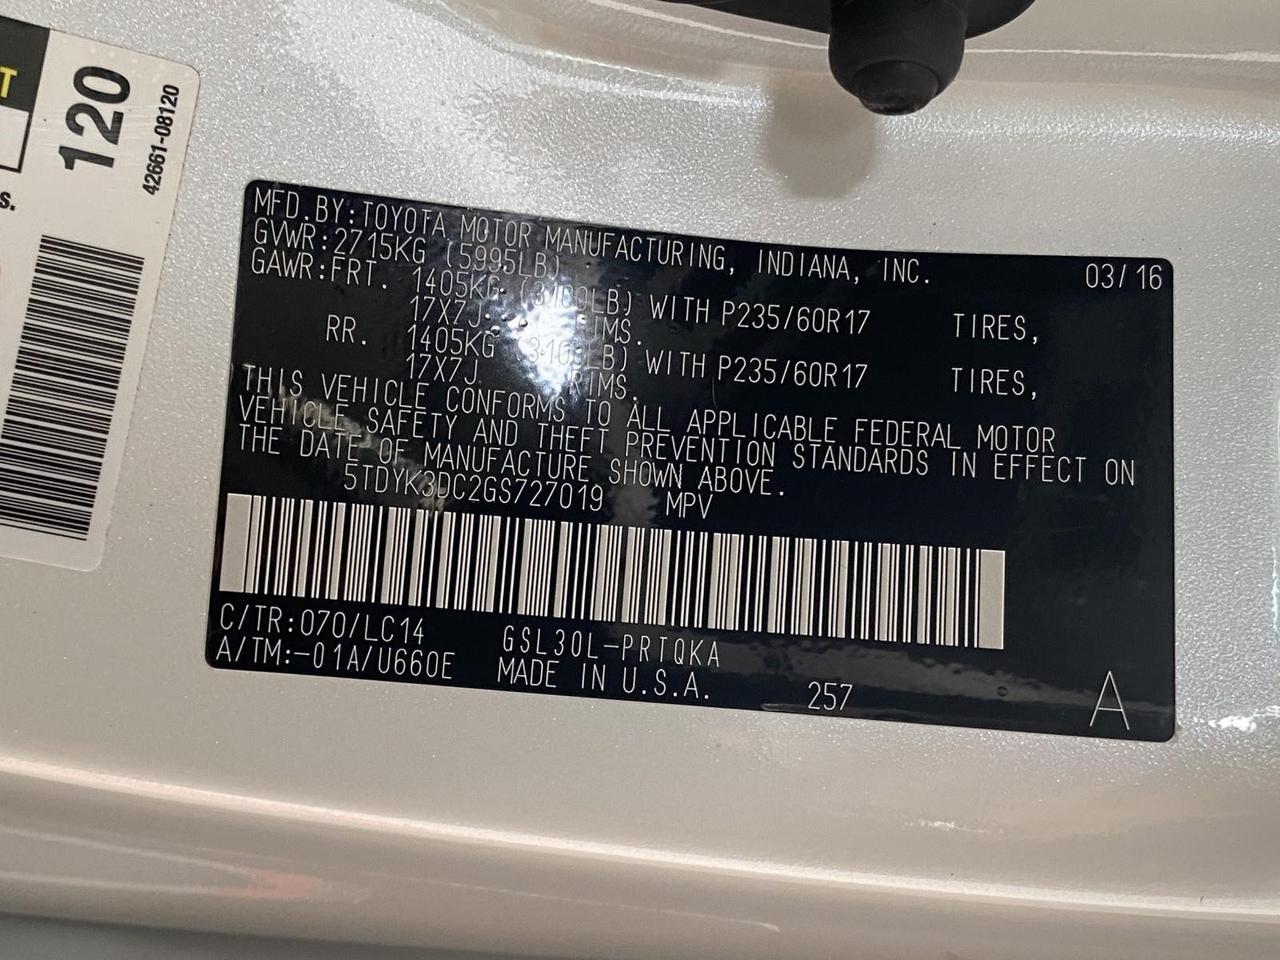 T
120
42661-08120
s.
MFD.BY:TOYOTA MOTOR MANUFACTURING, INDIANA, INC. 03/16
GVWR:2715KG (5995LB)
GAWR:FRT. 1405KG (3100LB) WITH P235/60R17 TIRES,
17X7J RIMS.
RR. 1405KG (3100LB) WITH P235/60R17 TIRES,
17X7J RIMS.
THIS VEHICLE CONFORMS TO ALL APPLICABLE FEDERAL MOTOR
VEHICLE SAFETY AND THEFT PREVENTION STANDARDS IN EFFECT ON
THE DATE OF MANUFACTURE SHOWN ABOVE.
5TDYK3DC2GS727019 MPV
C/TR:070/LC14 GSL30L-PRTQKA
A/TM:-01A/U660E MADE IN U.S.A. 257 A